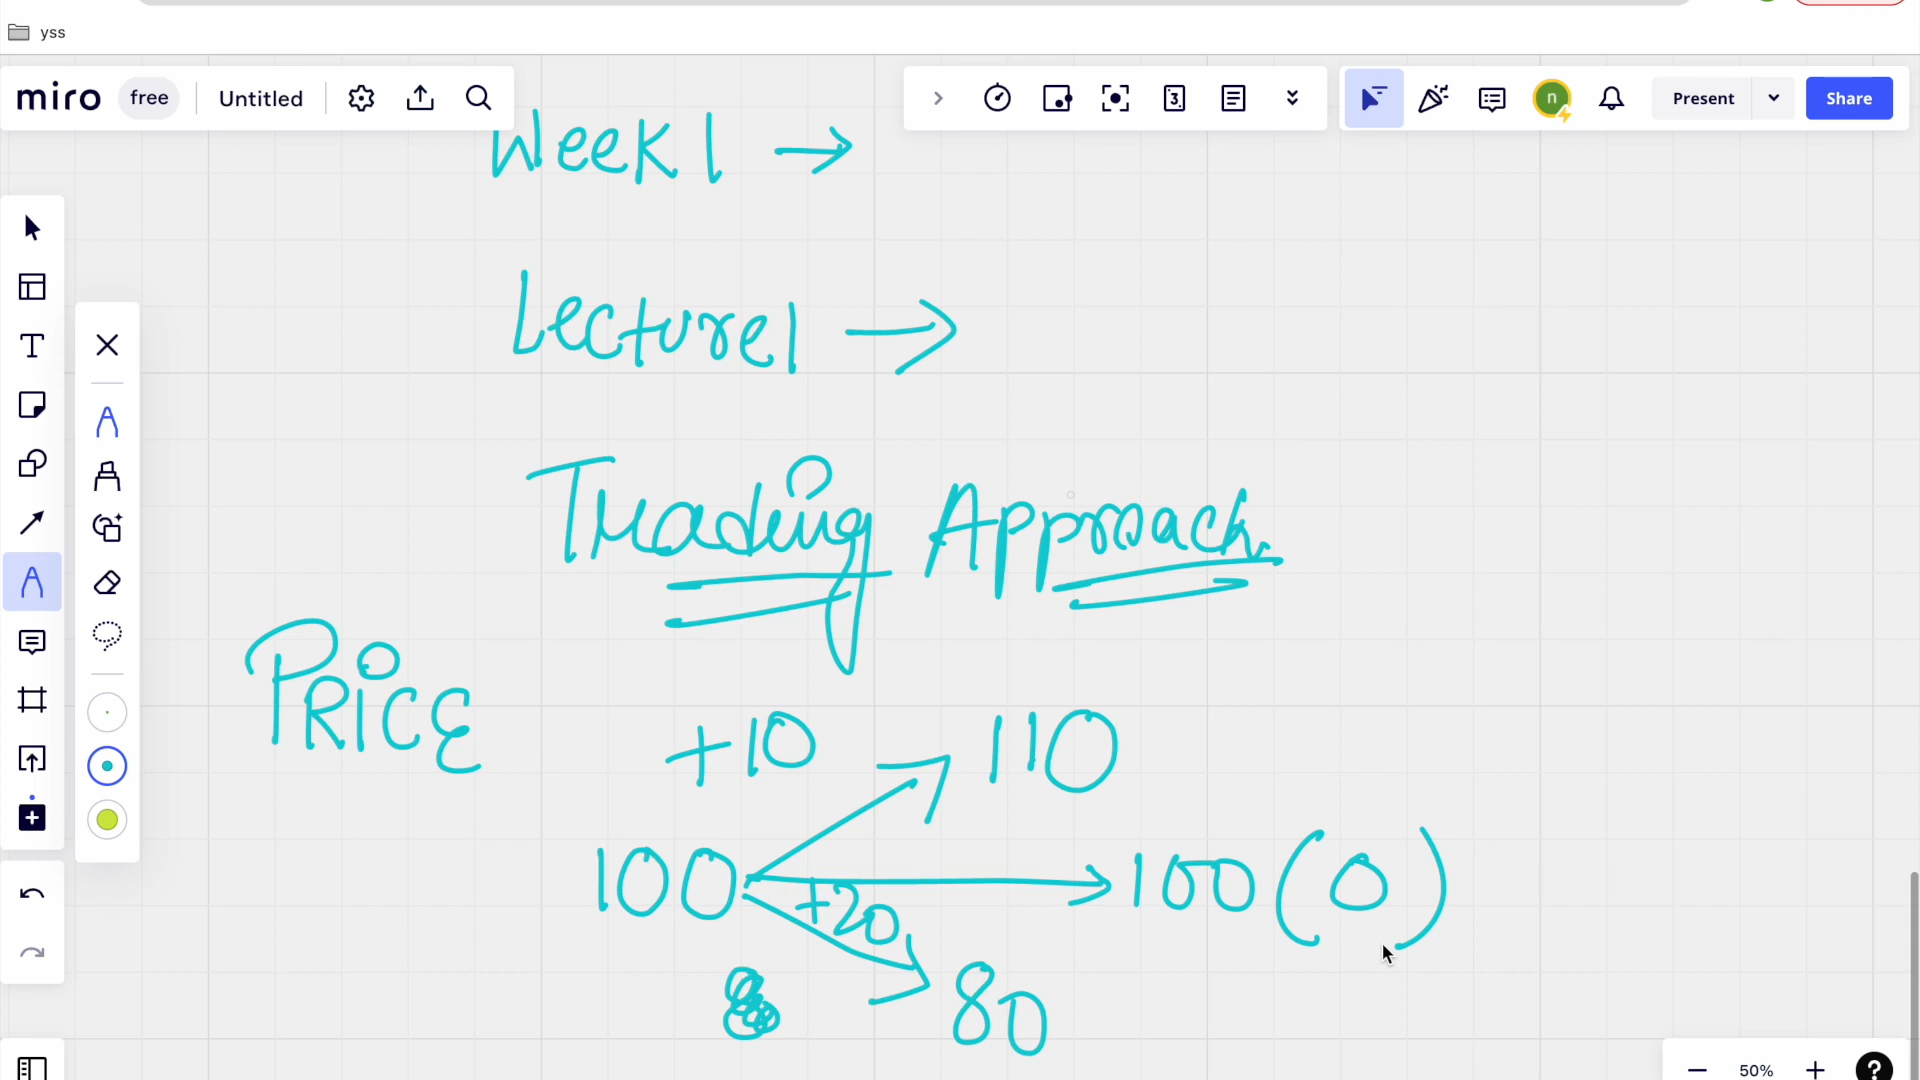 yss
miro free Untitled
3
n
Present
Share
Week 1 →
Lecture 1 →
Trading Approach
PRICE
+10
110
100
100 (0)
+20
80
50%
?